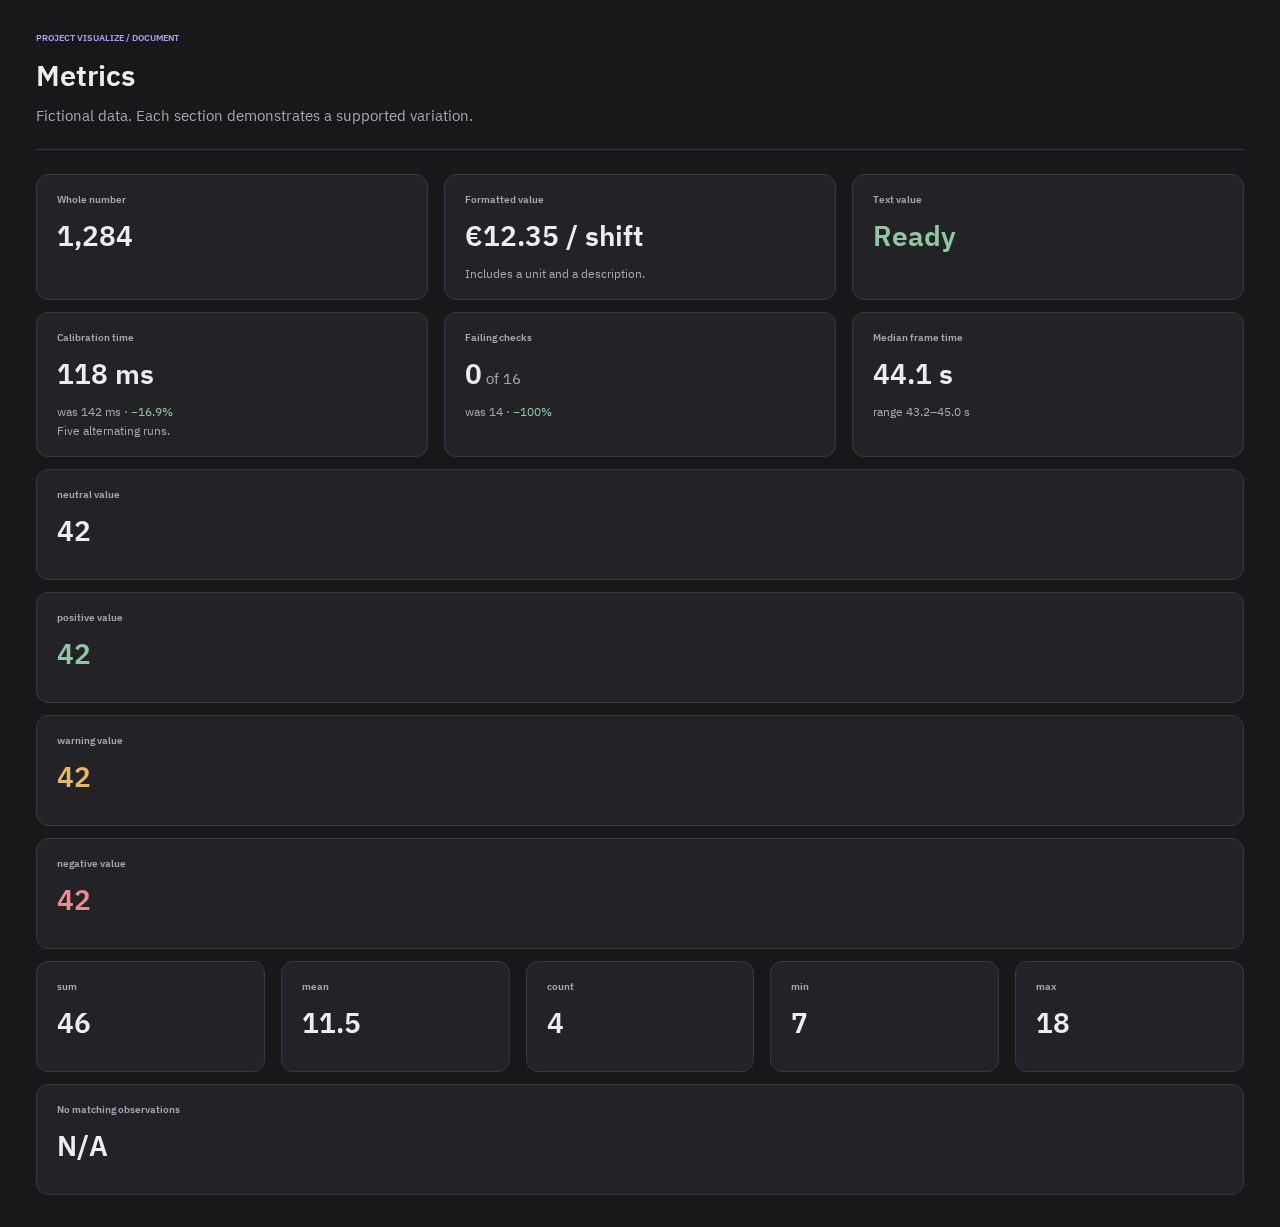 PROJECT VISUALIZE / DOCUMENT
Metrics
Fictional data. Each section demonstrates a supported variation.
Whole number
1,284
Formatted value
€12.35 / shift
Includes a unit and a description.
Text value
Ready
Calibration time
118 ms
was 142 ms · −16.9%
Five alternating runs.
Failing checks
0 of 16
was 14 · −100%
Median frame time
44.1 s
range 43.2–45.0 s
neutral value
42
positive value
42
warning value
42
negative value
42
sum
46
mean
11.5
count
4
min
7
max
18
No matching observations
N/A